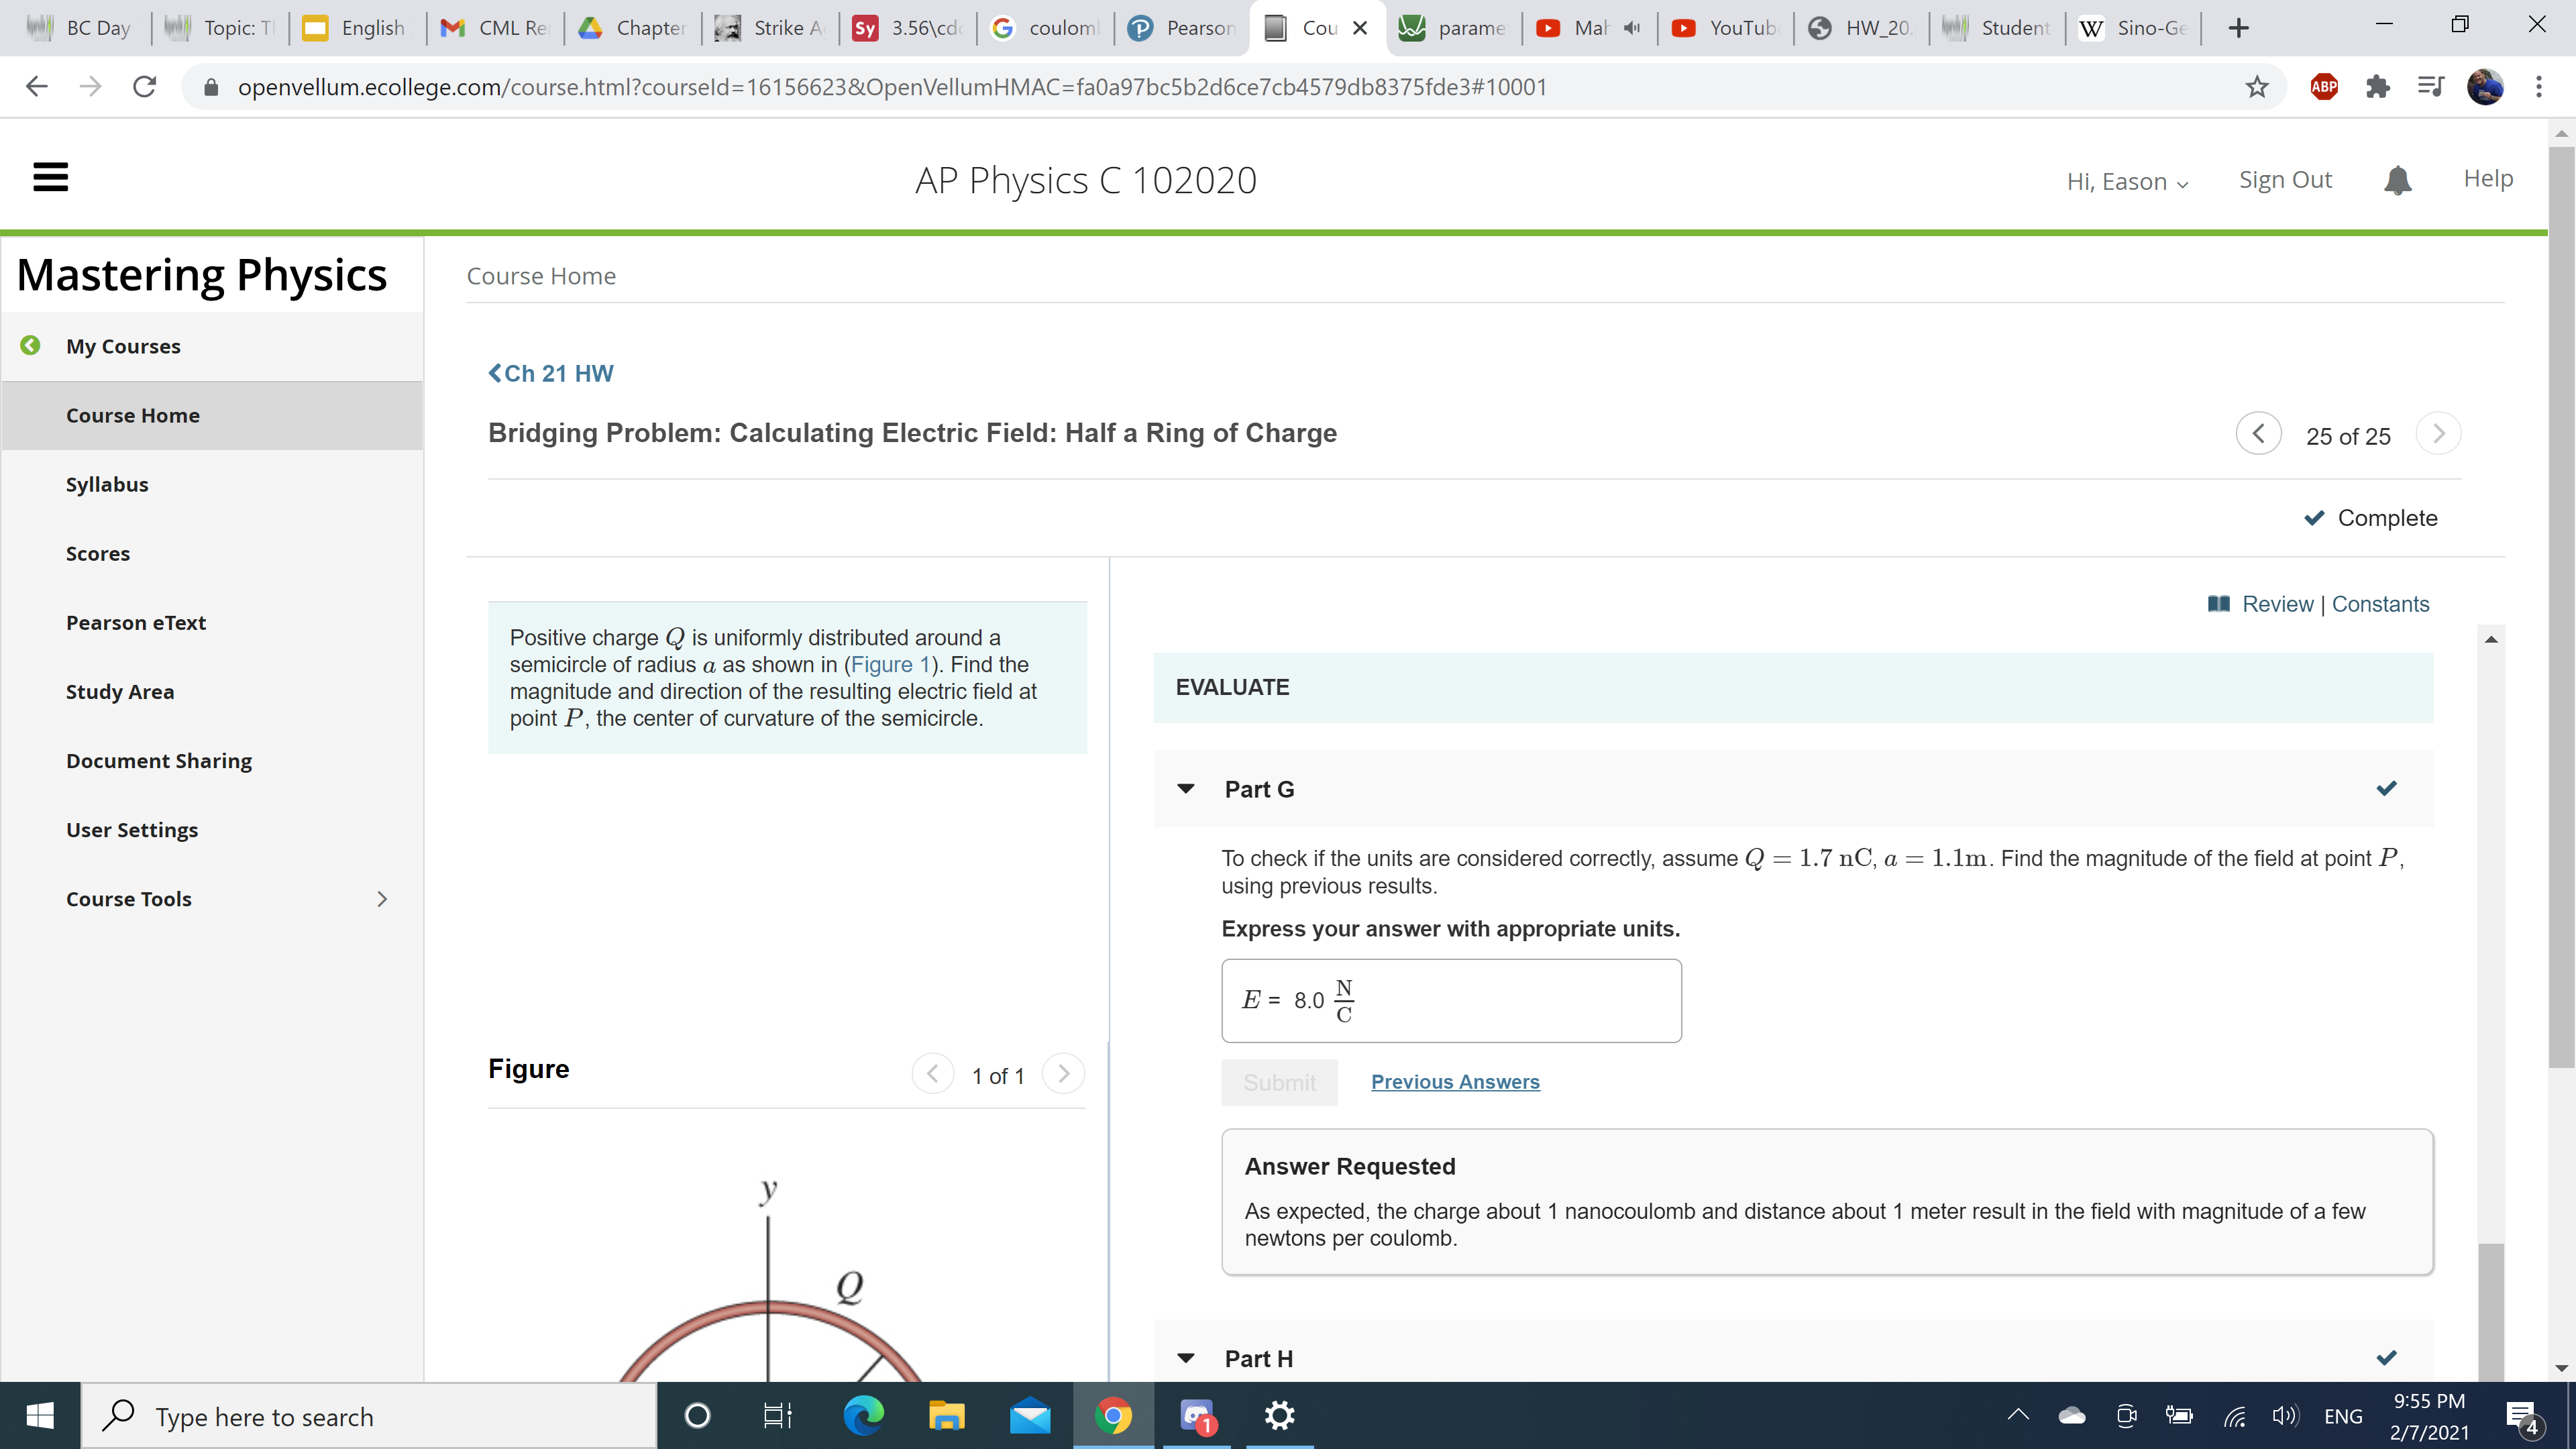 BC Day
Topic: T
English
CML Re
Chapter
Strike A
Sy 3.56\cd
coulom
Pearson
Cou
parame
Mah
YouTub
HW_20.
Student
W Sino-Ge
openvellum.ecollege.com/course.html?courseId=16156623&OpenVellumHMAC=fa0a97bc5b2d6ce7cb4579db8375fde3#10001
ABP
AP Physics C 102020
Hi, Eason
Sign Out
Help
Mastering Physics
My Courses
Course Home
Syllabus
Scores
Pearson eText
Study Area
Document Sharing
User Settings
Course Tools
Course Home
Ch 21 HW
Bridging Problem: Calculating Electric Field: Half a Ring of Charge
25 of 25
Complete
Positive charge Q is uniformly distributed around a
semicircle of radius a as shown in (Figure 1). Find the
magnitude and direction of the resulting electric field at
point P, the center of curvature of the semicircle.
Figure
1 of 1
y
Q
Review | Constants
EVALUATE
Part G
To check if the units are considered correctly, assume Q = 1.7 nC, a = 1.1m. Find the magnitude of the field at point P,
using previous results.
Express your answer with appropriate units.
E = 8.0 N/C
Submit
Previous Answers
Answer Requested
As expected, the charge about 1 nanocoulomb and distance about 1 meter result in the field with magnitude of a few
newtons per coulomb.
Part H
Type here to search
1
ENG
9:55 PM
2/7/2021
4